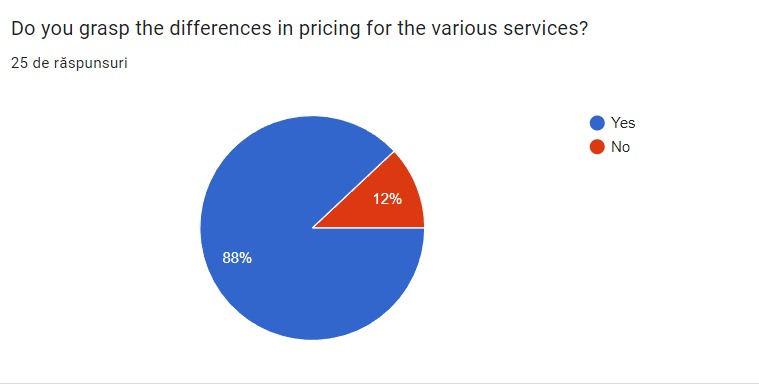 Do you grasp the differences in pricing for the various services?
25 de răspunsuri
Yes
No
12%
88%